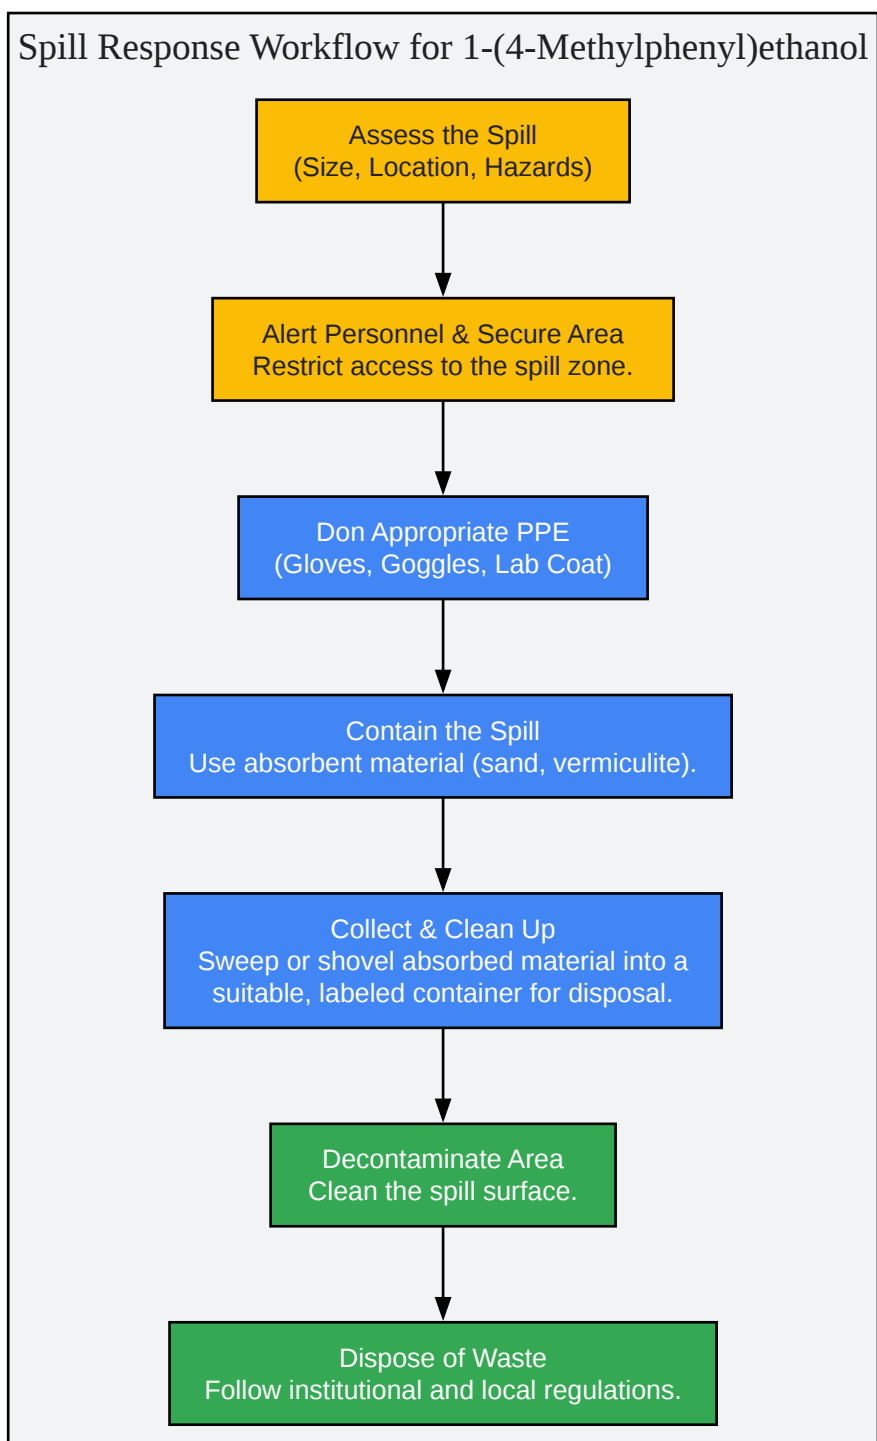 Spill Response Workflow for 1-(4-Methylphenyl)ethanol
Assess the Spill
(Size, Location, Hazards)
Alert Personnel & Secure Area
Restrict access to the spill zone.
Don Appropriate PPE
(Gloves, Goggles, Lab Coat)
Contain the Spill
Use absorbent material (sand, vermiculite).
Collect & Clean Up
Sweep or shovel absorbed material into a
suitable, labeled container for disposal.
Decontaminate Area
Clean the spill surface.
Dispose of Waste
Follow institutional and local regulations.